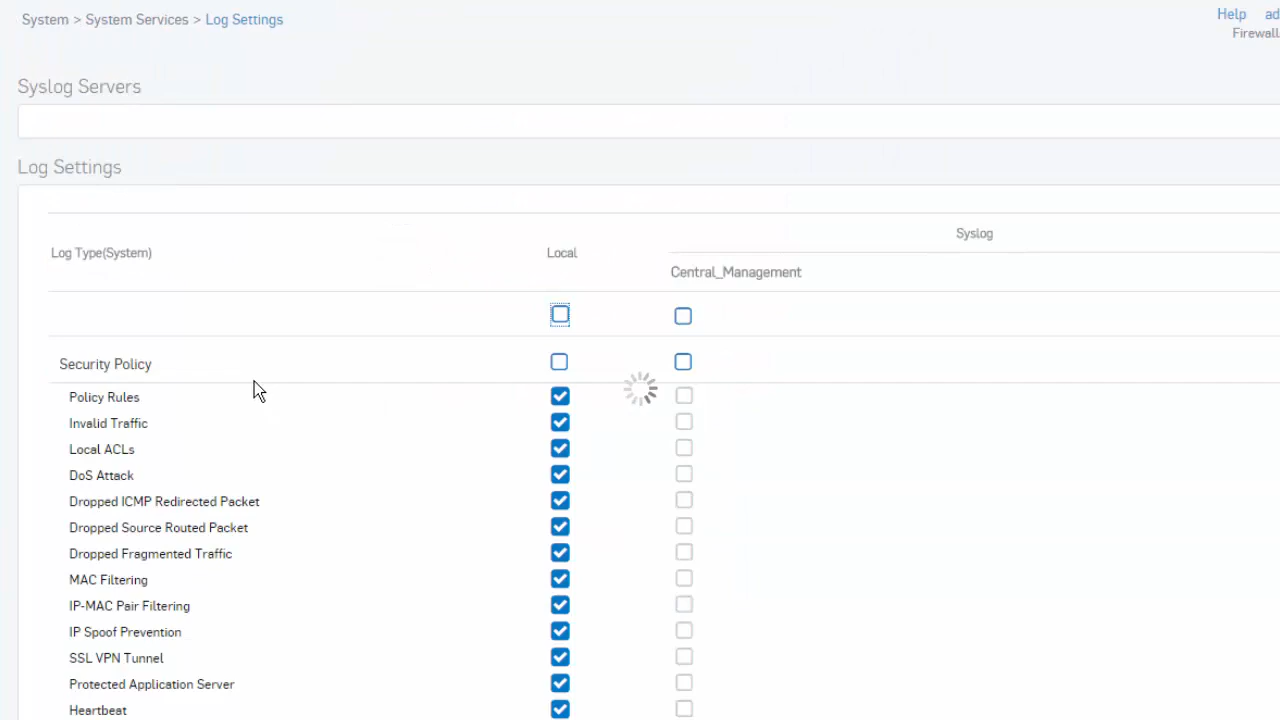 System > System Services > Log Settings
Help ad
Firewall
Syslog Servers
Log Settings
Log Type(System)
Local
Syslog
Central_Management
Security Policy
Policy Rules
Invalid Traffic
Local ACLs
DoS Attack
Dropped ICMP Redirected Packet
Dropped Source Routed Packet
Dropped Fragmented Traffic
MAC Filtering
IP-MAC Pair Filtering
IP Spoof Prevention
SSL VPN Tunnel
Protected Application Server
Heartbeat